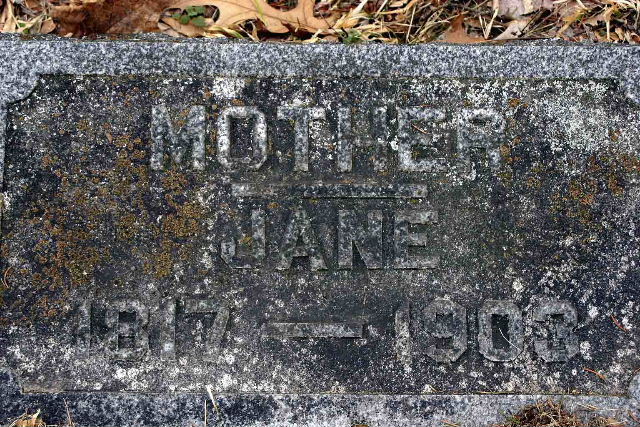 MOTHER
JANE
1817 — 1903